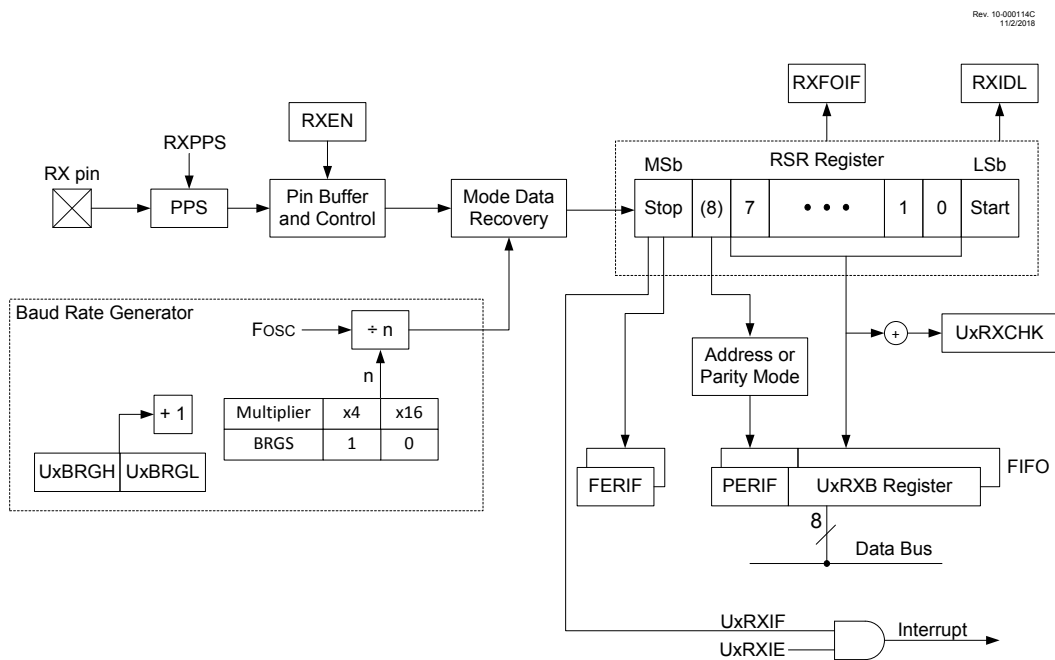 Rev. 10-000114C
11/2/2018
RXFOIF
RXIDL
RXEN
RXPPS
RX pin
PPS
Pin Buffer
and Control
Mode Data
Recovery
MSb
RSR Register
LSb
Stop
(8)
7
• • •
1
0
Start
Baud Rate Generator
FOSC
÷ n
n
+ 1
Multiplier x4 x16
BRGS 1 0
UxBRGH UxBRGL
Address or
Parity Mode
+
UxRXCHK
FIFO
FERIF
PERIF
UxRXB Register
8
Data Bus
UxRXIF
UxRXIE
Interrupt